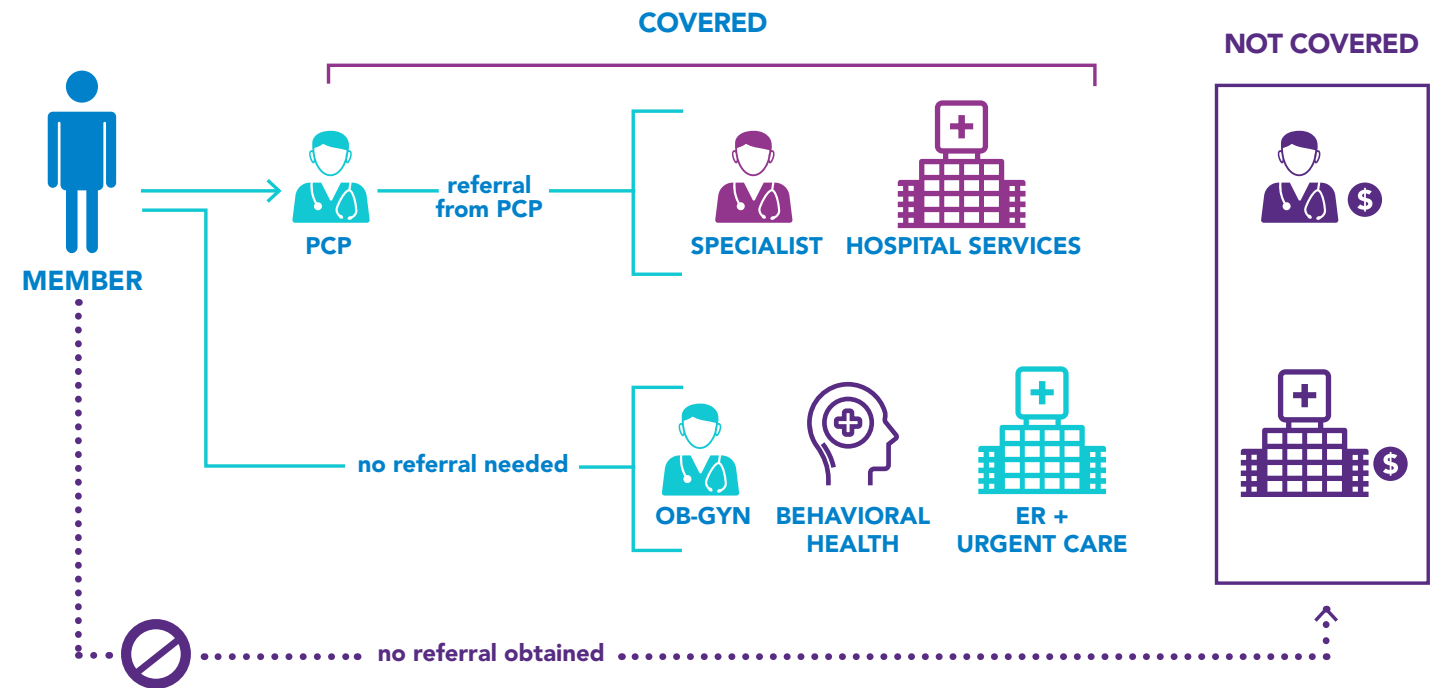 COVERED
NOT COVERED
MEMBER
PCP
referral
from PCP
SPECIALIST
HOSPITAL SERVICES
no referral needed
OB-GYN
BEHAVIORAL
HEALTH
ER +
URGENT CARE
$
$
no referral obtained